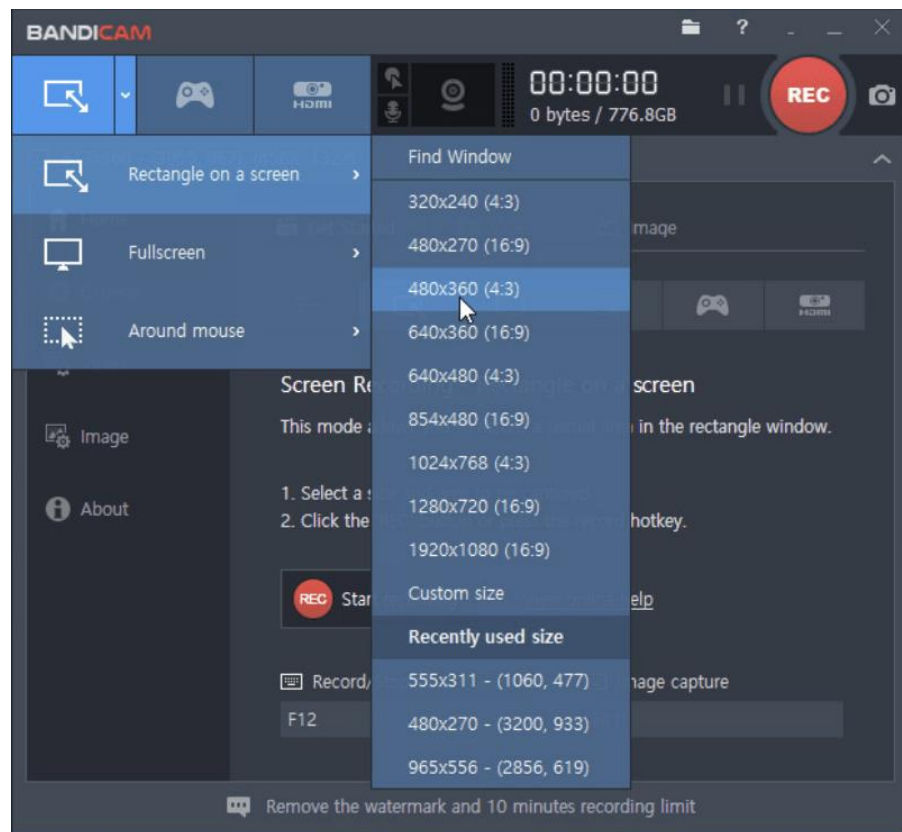 BANDICAM
?
HDMI
00:00:00
0 bytes / 776.8GB
REC
Rectangle on a screen
Fullscreen
Around mouse
Find Window
320x240 (4:3)
480x270 (16:9)
480x360 (4:3)
640x360 (16:9)
640x480 (4:3)
854x480 (16:9)
1024x768 (4:3)
1280x720 (16:9)
1920x1080 (16:9)
Custom size
Recently used size
555x311 - (1060, 477)
480x270 - (3200, 933)
965x556 - (2856, 619)
Home
Image
About
HDMI
Screen screen
This mode in the rectangle window.
1. Select a
2. Click the hotkey.
REC
Record/ capture
F12
Remove the watermark and 10 minutes recording limit